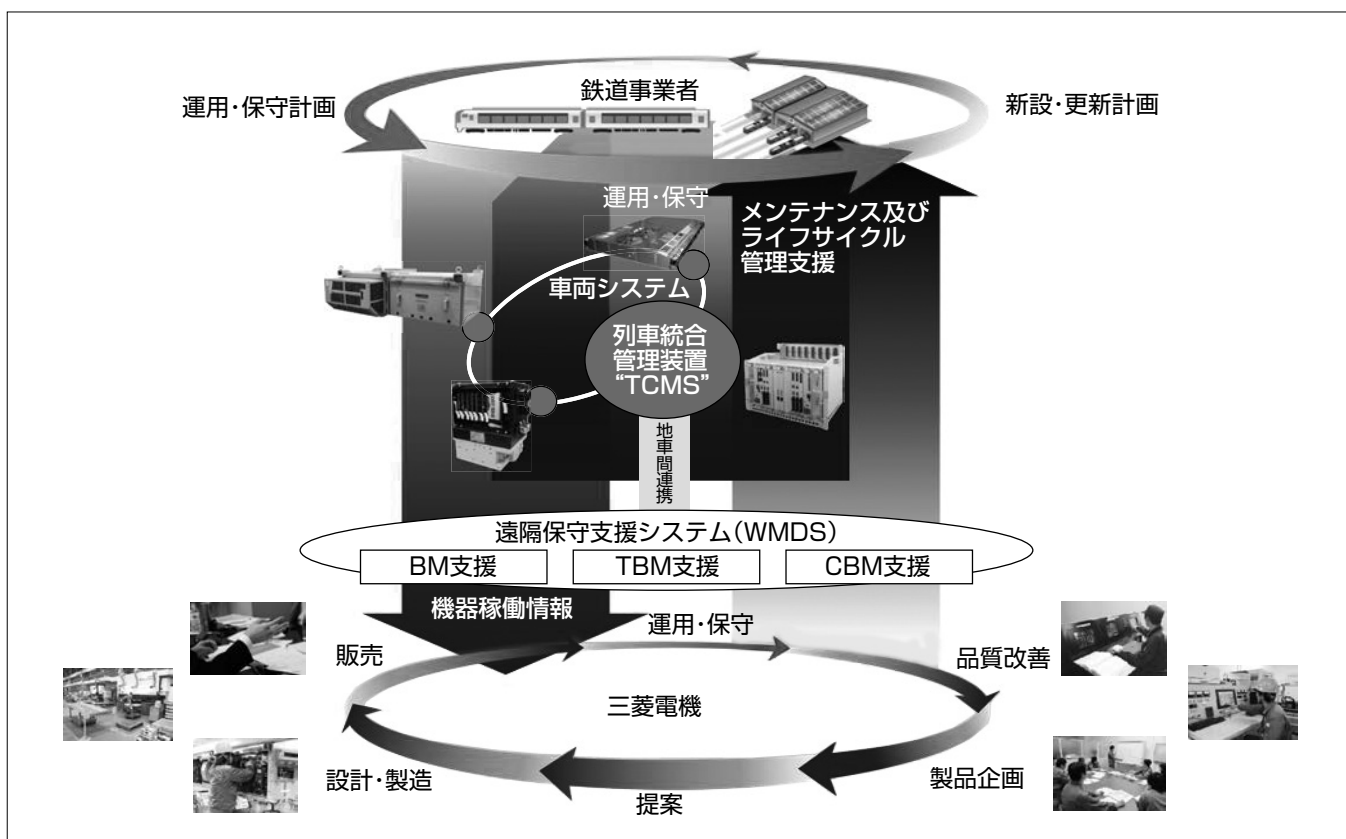 鉄道事業者
運用・保守計画
新設・更新計画
運用・保守
メンテナンス及び
ライフサイクル
管理支援
車両システム
列車統合
管理装置
“TCMS”
地車間連携
遠隔保守支援システム(WMDS)
BM支援
TBM支援
CBM支援
機器稼働情報
運用・保守
販売
品質改善
三菱電機
設計・製造
製品企画
提案